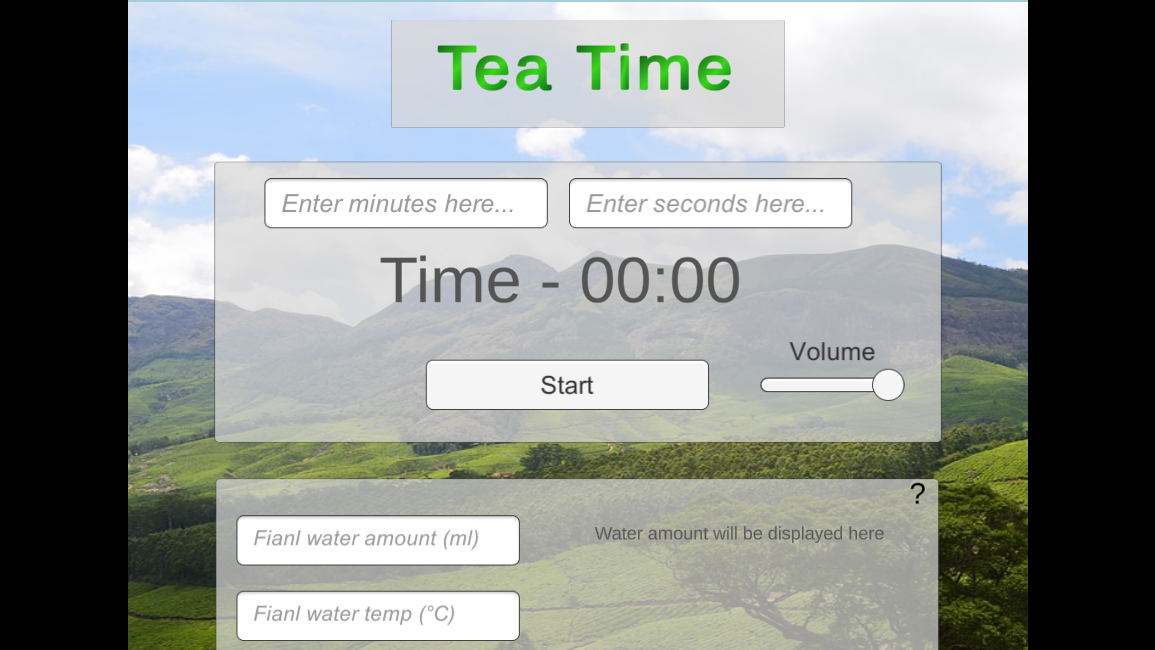 Tea Time
Enter minutes here... Enter seconds here...
Time - 00:00
Volume
Start
?
Fianl water amount (ml) Water amount will be displayed here
Fianl water temp (°C)